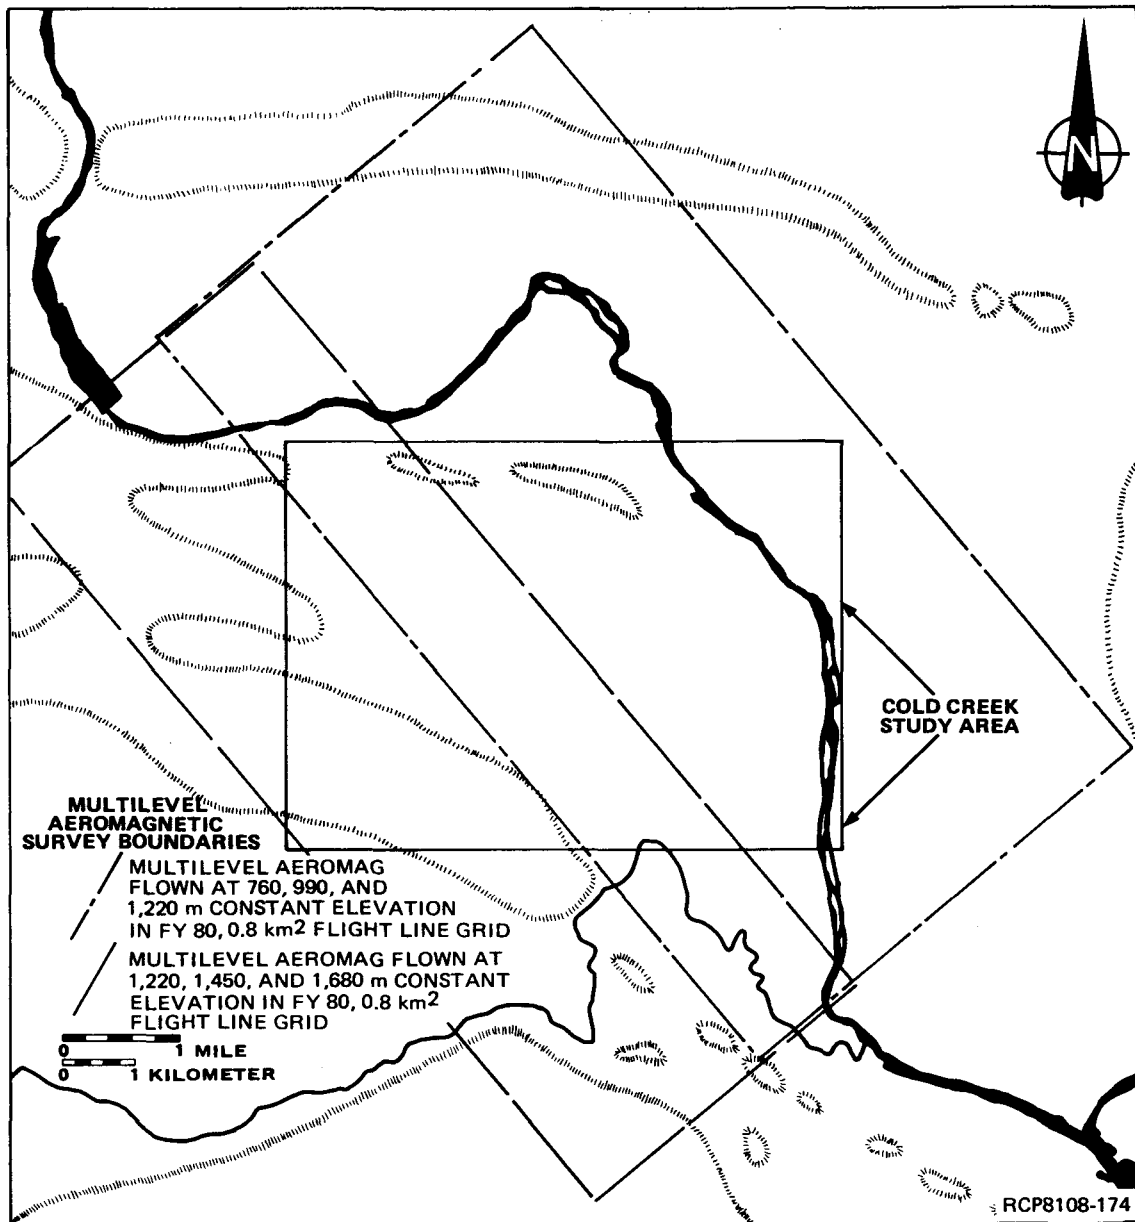 N
COLD CREEK
STUDY AREA
MULTILEVEL
AEROMAGNETIC
SURVEY BOUNDARIES
MULTILEVEL AEROMAG
FLOWN AT 760, 990, AND
1,220 m CONSTANT ELEVATION
IN FY 80, 0.8 km² FLIGHT LINE GRID
MULTILEVEL AEROMAG FLOWN AT
1,220, 1,450, AND 1,680 m CONSTANT
ELEVATION IN FY 80, 0.8 km²
FLIGHT LINE GRID
0 1 MILE
0 1 KILOMETER
RCP8108-174